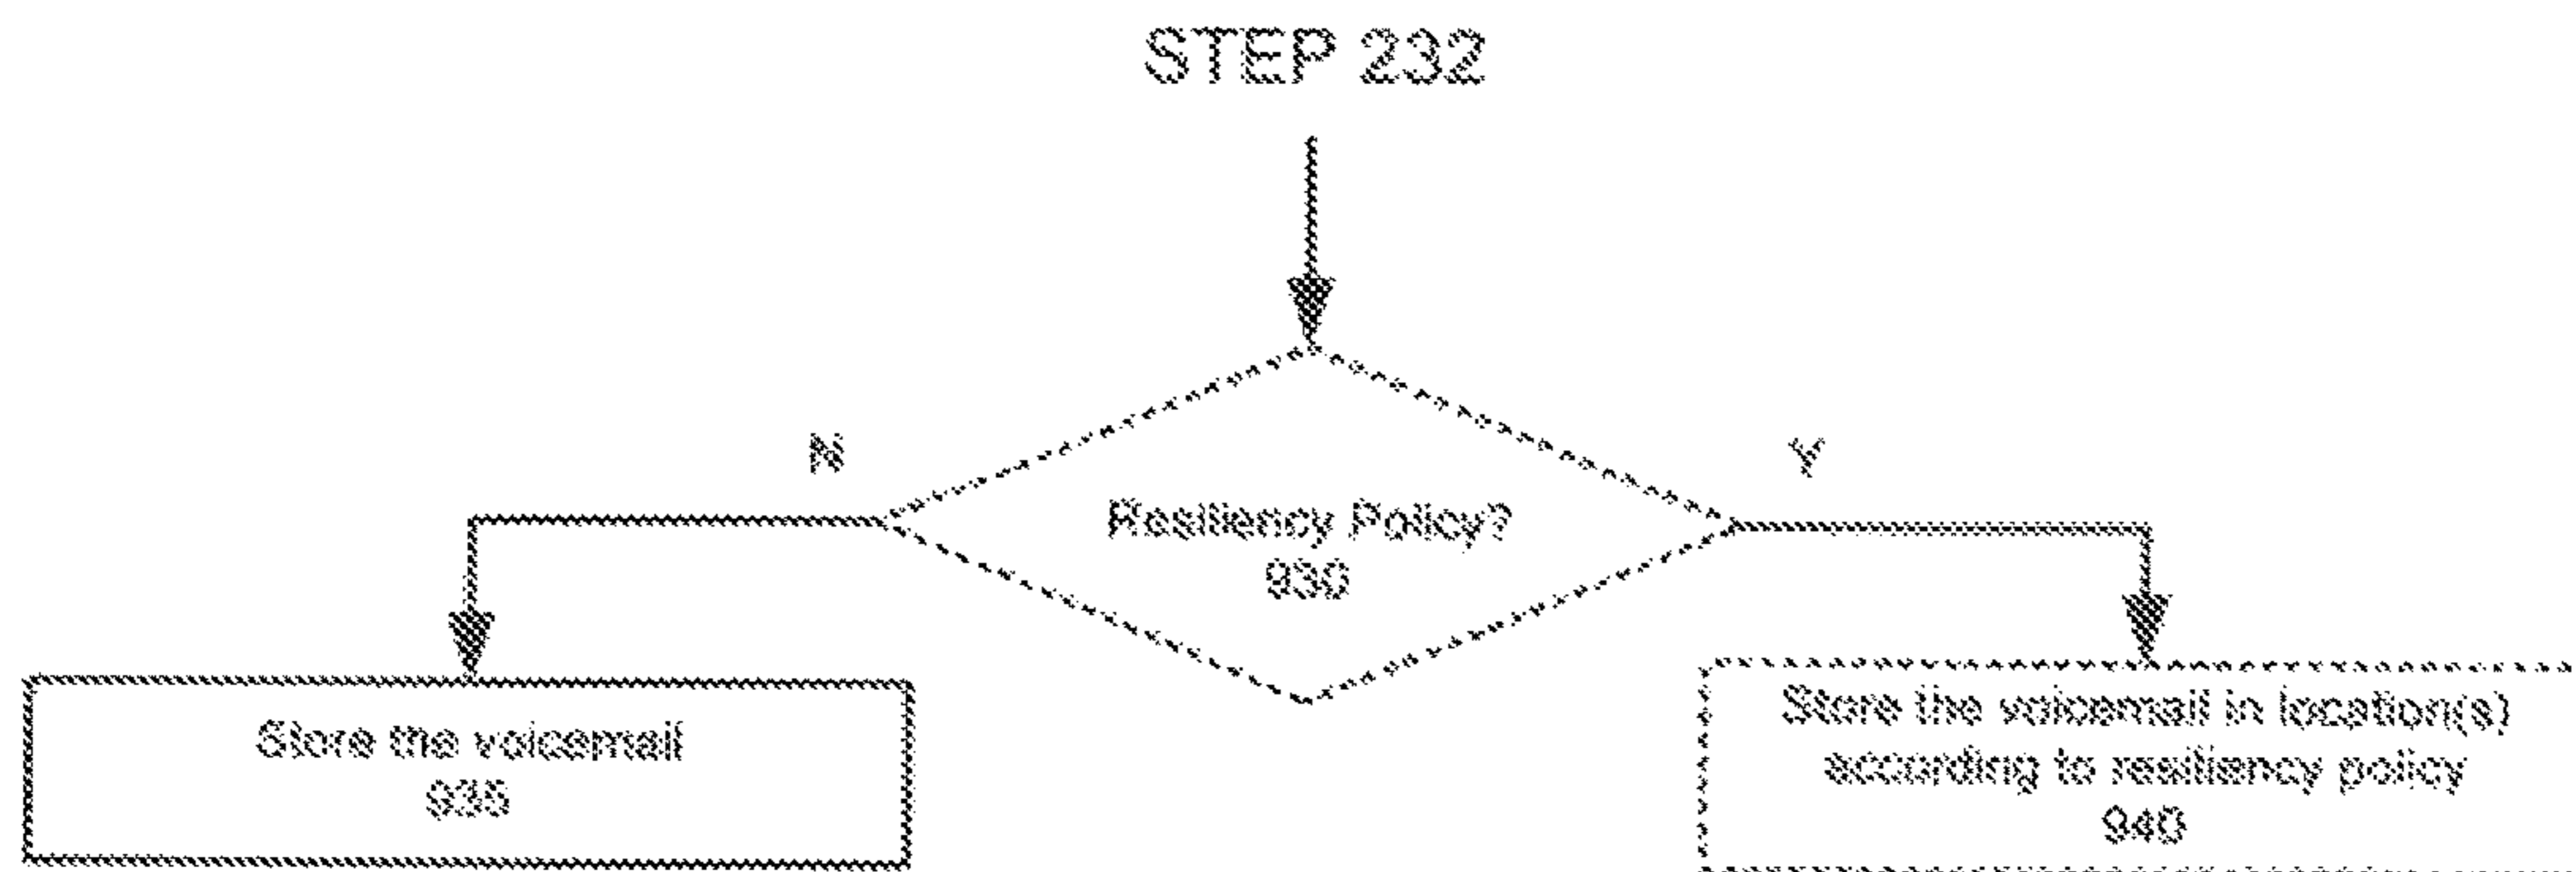 STEP 232
N
Y
Resiliency Policy?
930
Store the voicemail
935
Store the voicemail in location(s)
according to resiliency policy
940